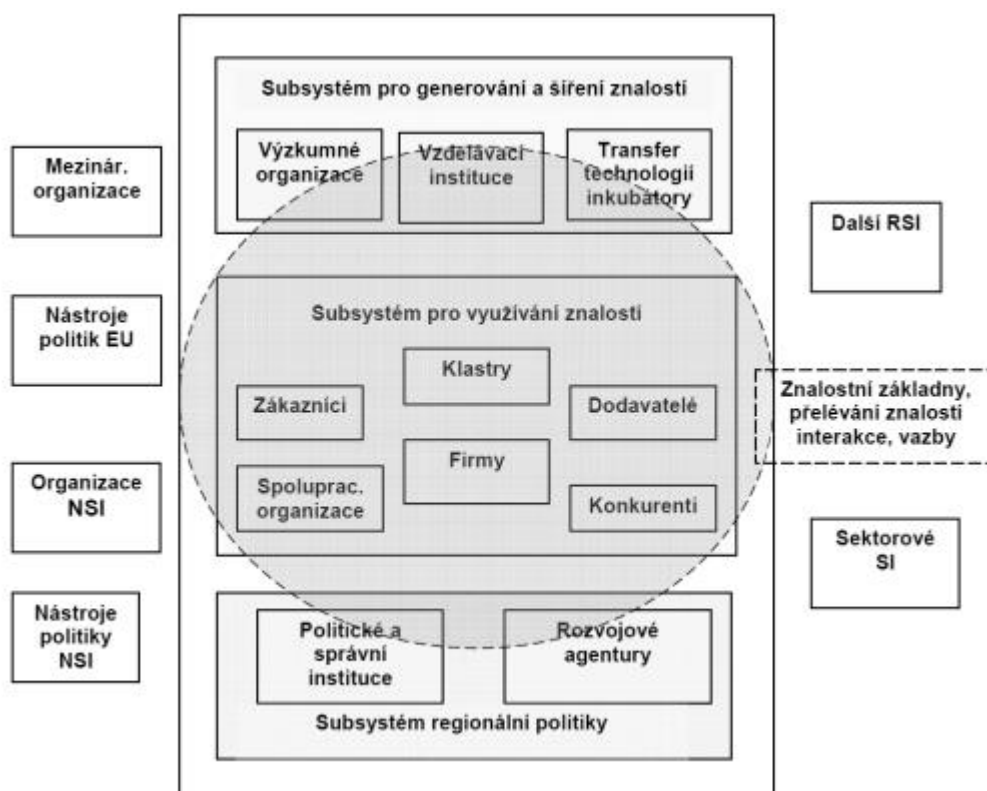 Subsystém pro generování a šíření znalostí
Výzkumné
organizace
Vzdělávací
instituce
Transfer
technologií
inkubátory
Mezinár.
organizace
Další RSI
Nástroje
politik EU
Subsystém pro využívání znalostí
Klastry
Zákazníci
Dodavatelé
Firmy
Spoluprac.
organizace
Konkurenti
Znalostní základny,
přelévání znalostí
interakce, vazby
Organizace
NSI
Sektorové
SI
Nástroje
politiky
NSI
Politické a
správní
instituce
Rozvojové
agentury
Subsystém regionální politiky